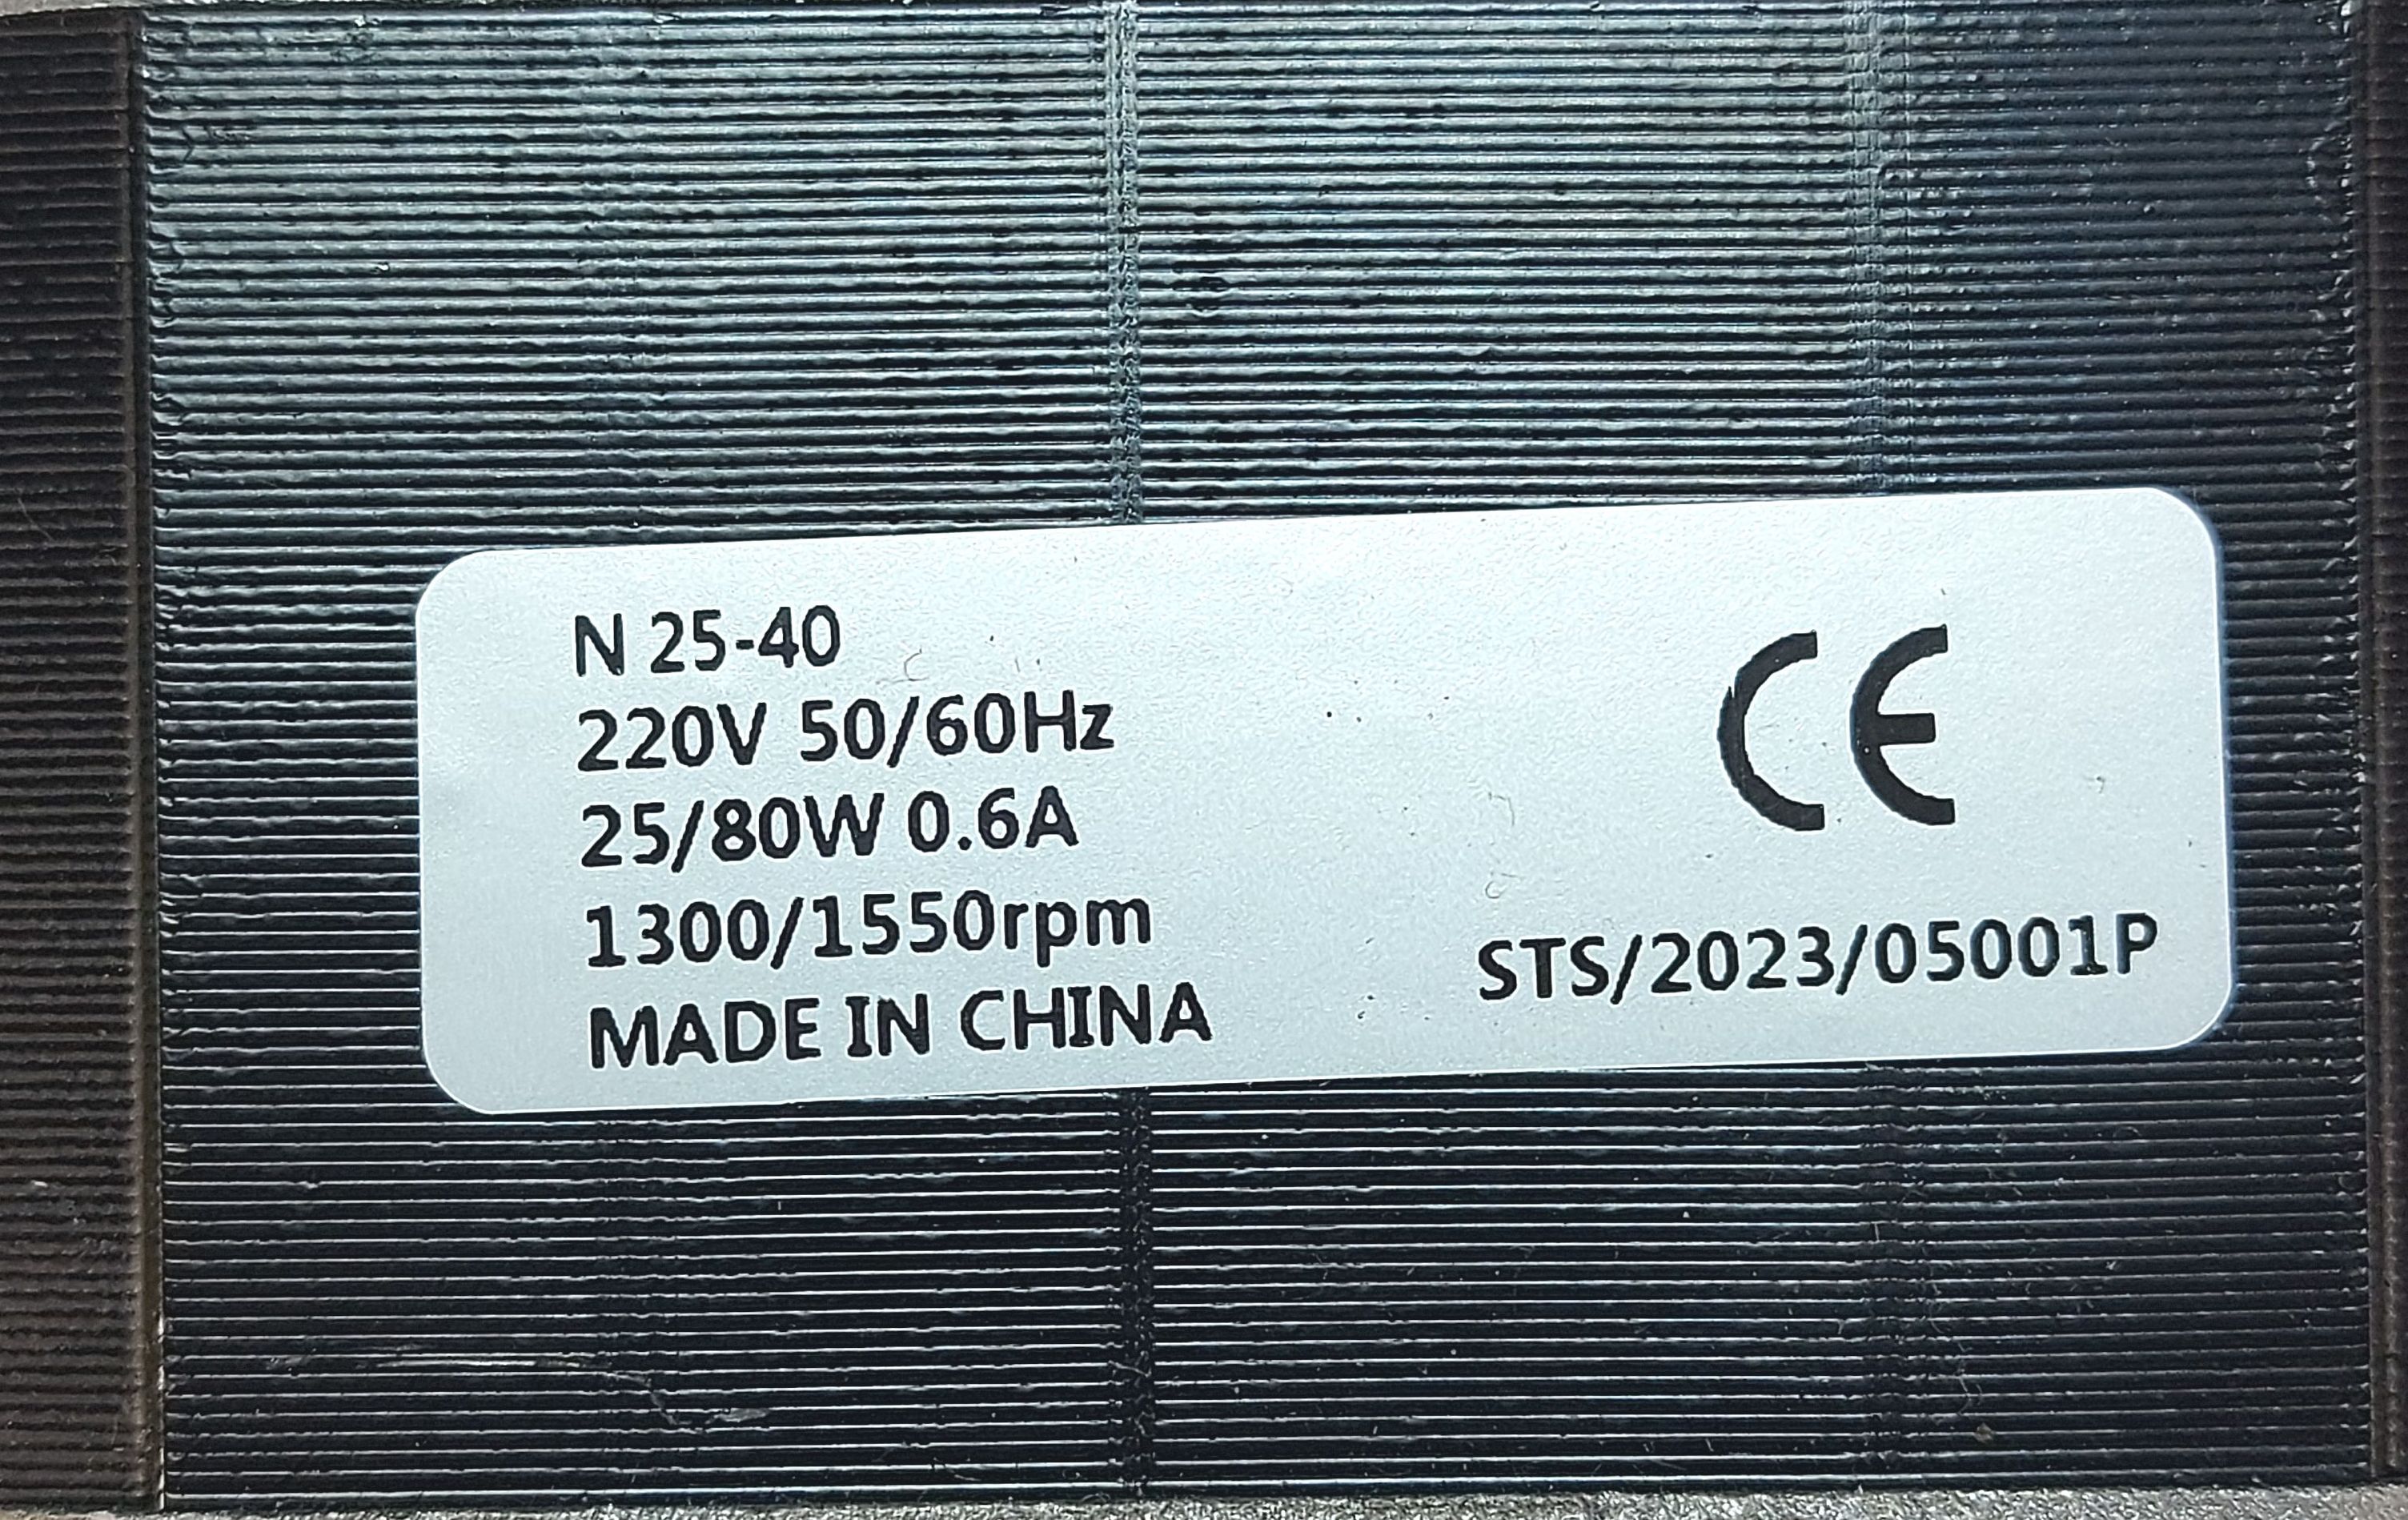 N 25-40
220V 50/60Hz
25/80W 0.6A
1300/1550rpm
MADE IN CHINA
CE
STS/2023/05001P